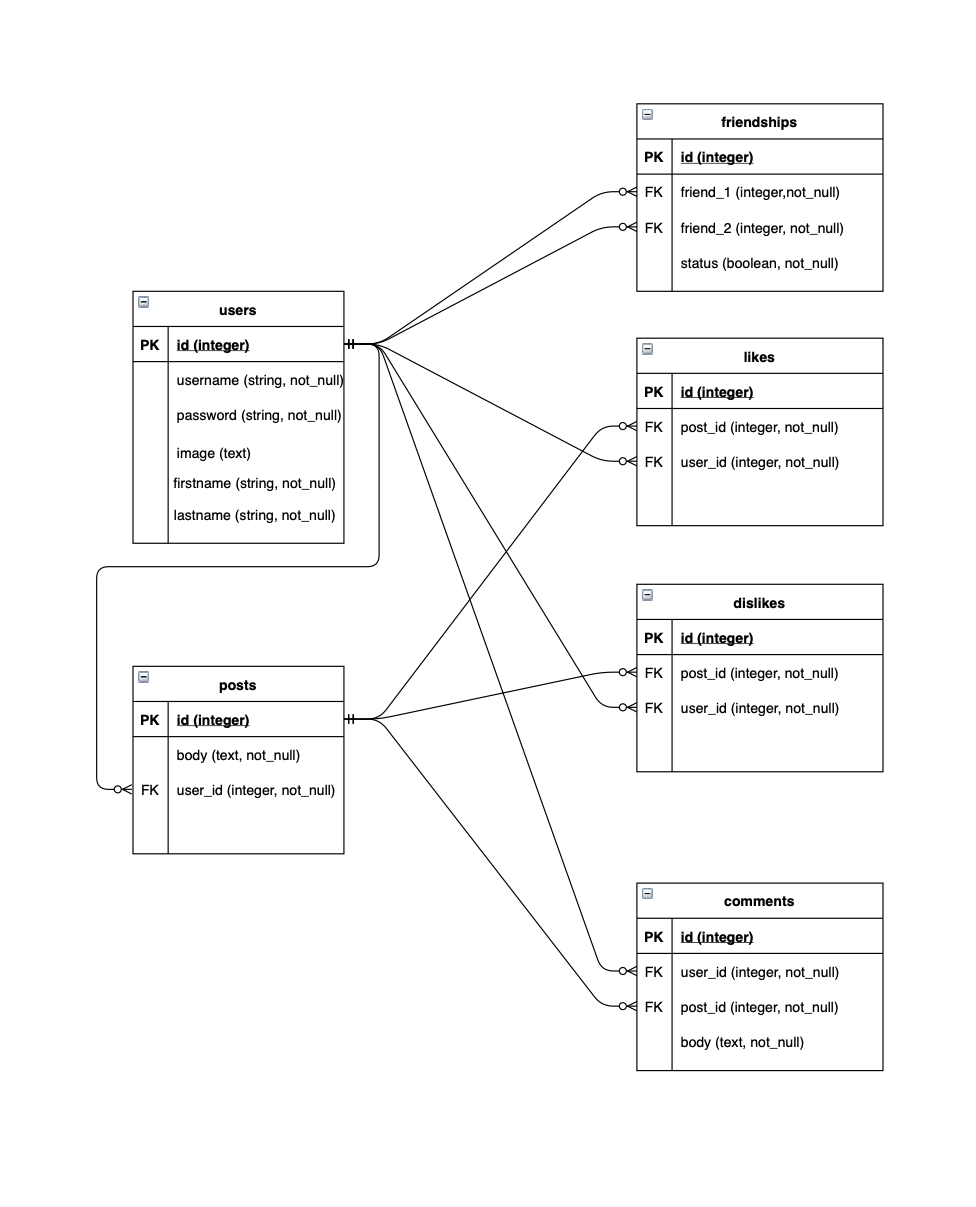 friendships
PK id (integer)
FK friend_1 (integer,not_null)
FK friend_2 (integer, not_null)
status (boolean, not_null)
users
PK id (integer)
username (string, not_null)
password (string, not_null)
image (text)
firstname (string, not_null)
lastname (string, not_null)
likes
PK id (integer)
FK post_id (integer, not_null)
FK user_id (integer, not_null)
dislikes
PK id (integer)
FK post_id (integer, not_null)
FK user_id (integer, not_null)
posts
PK id (integer)
body (text, not_null)
FK user_id (integer, not_null)
comments
PK id (integer)
FK user_id (integer, not_null)
FK post_id (integer, not_null)
body (text, not_null)